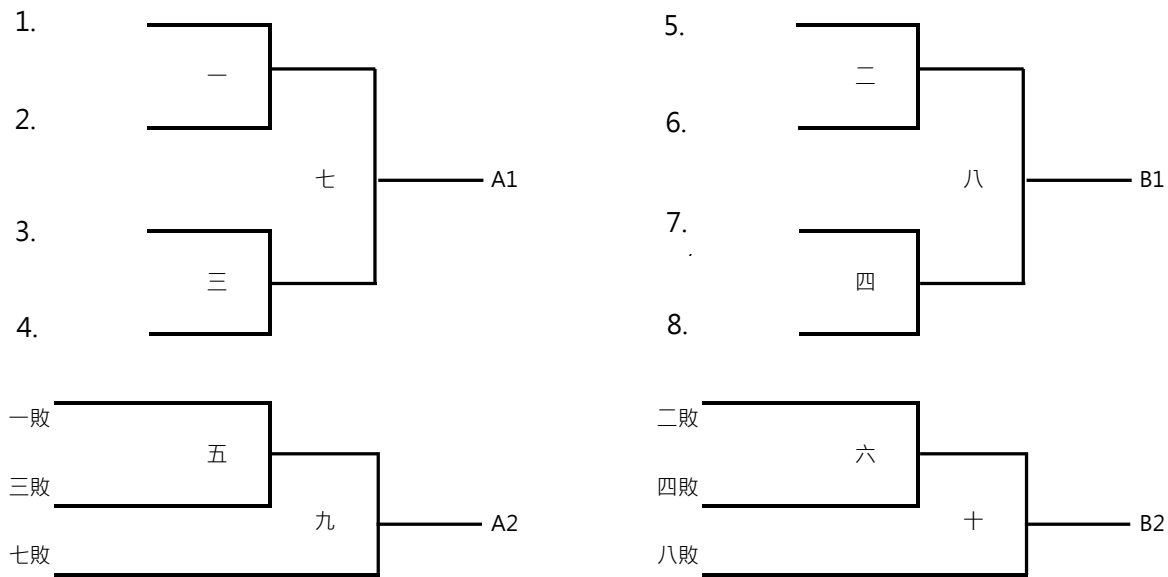 1.
一
2.
七
A1
3.
三
4.
一敗
五
三敗
九
A2
七敗
5.
二
6.
八
B1
7.
四
8.
二敗
六
四敗
十
B2
八敗